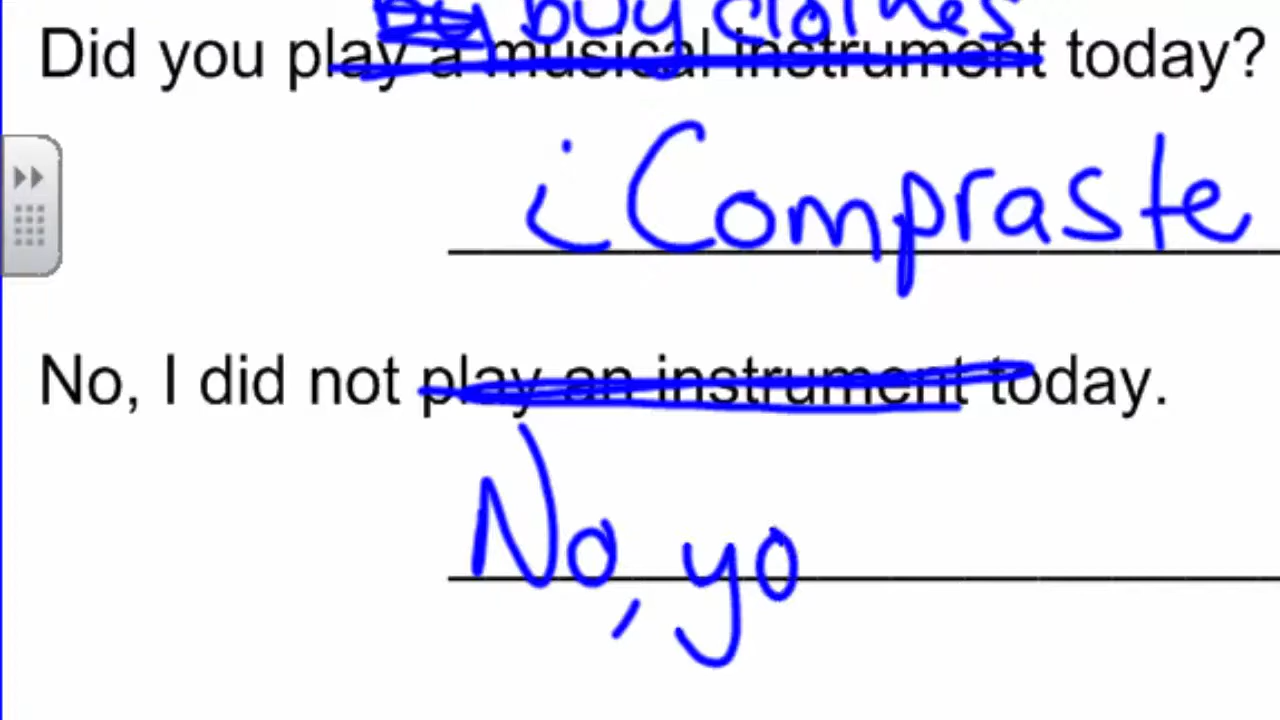 buy clothes
Did you play a musical instrument today?
¿Compraste
No, I did not play an instrument today.
No, yo